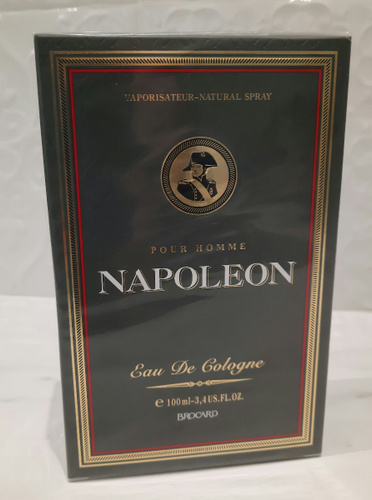 VAPORISATEUR-NATURAL SPRAY
POUR HOMME
NAPOLEON
Eau De Cologne
℮ 100 ml-3,4 US.FL.OZ.
BROCARD